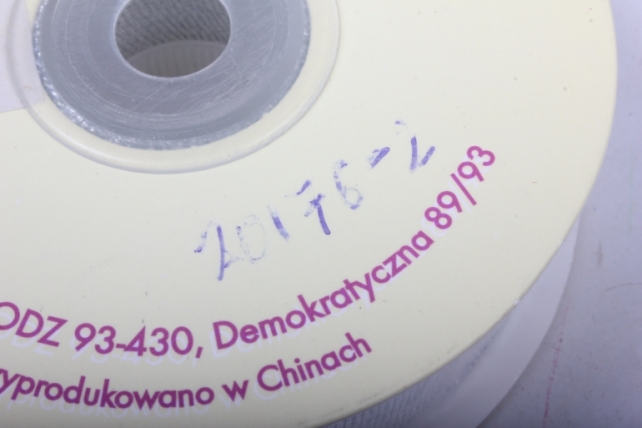 20176-2
ODZ 93-430, Demokratyczna 89/93
yprodukowano w Chinach